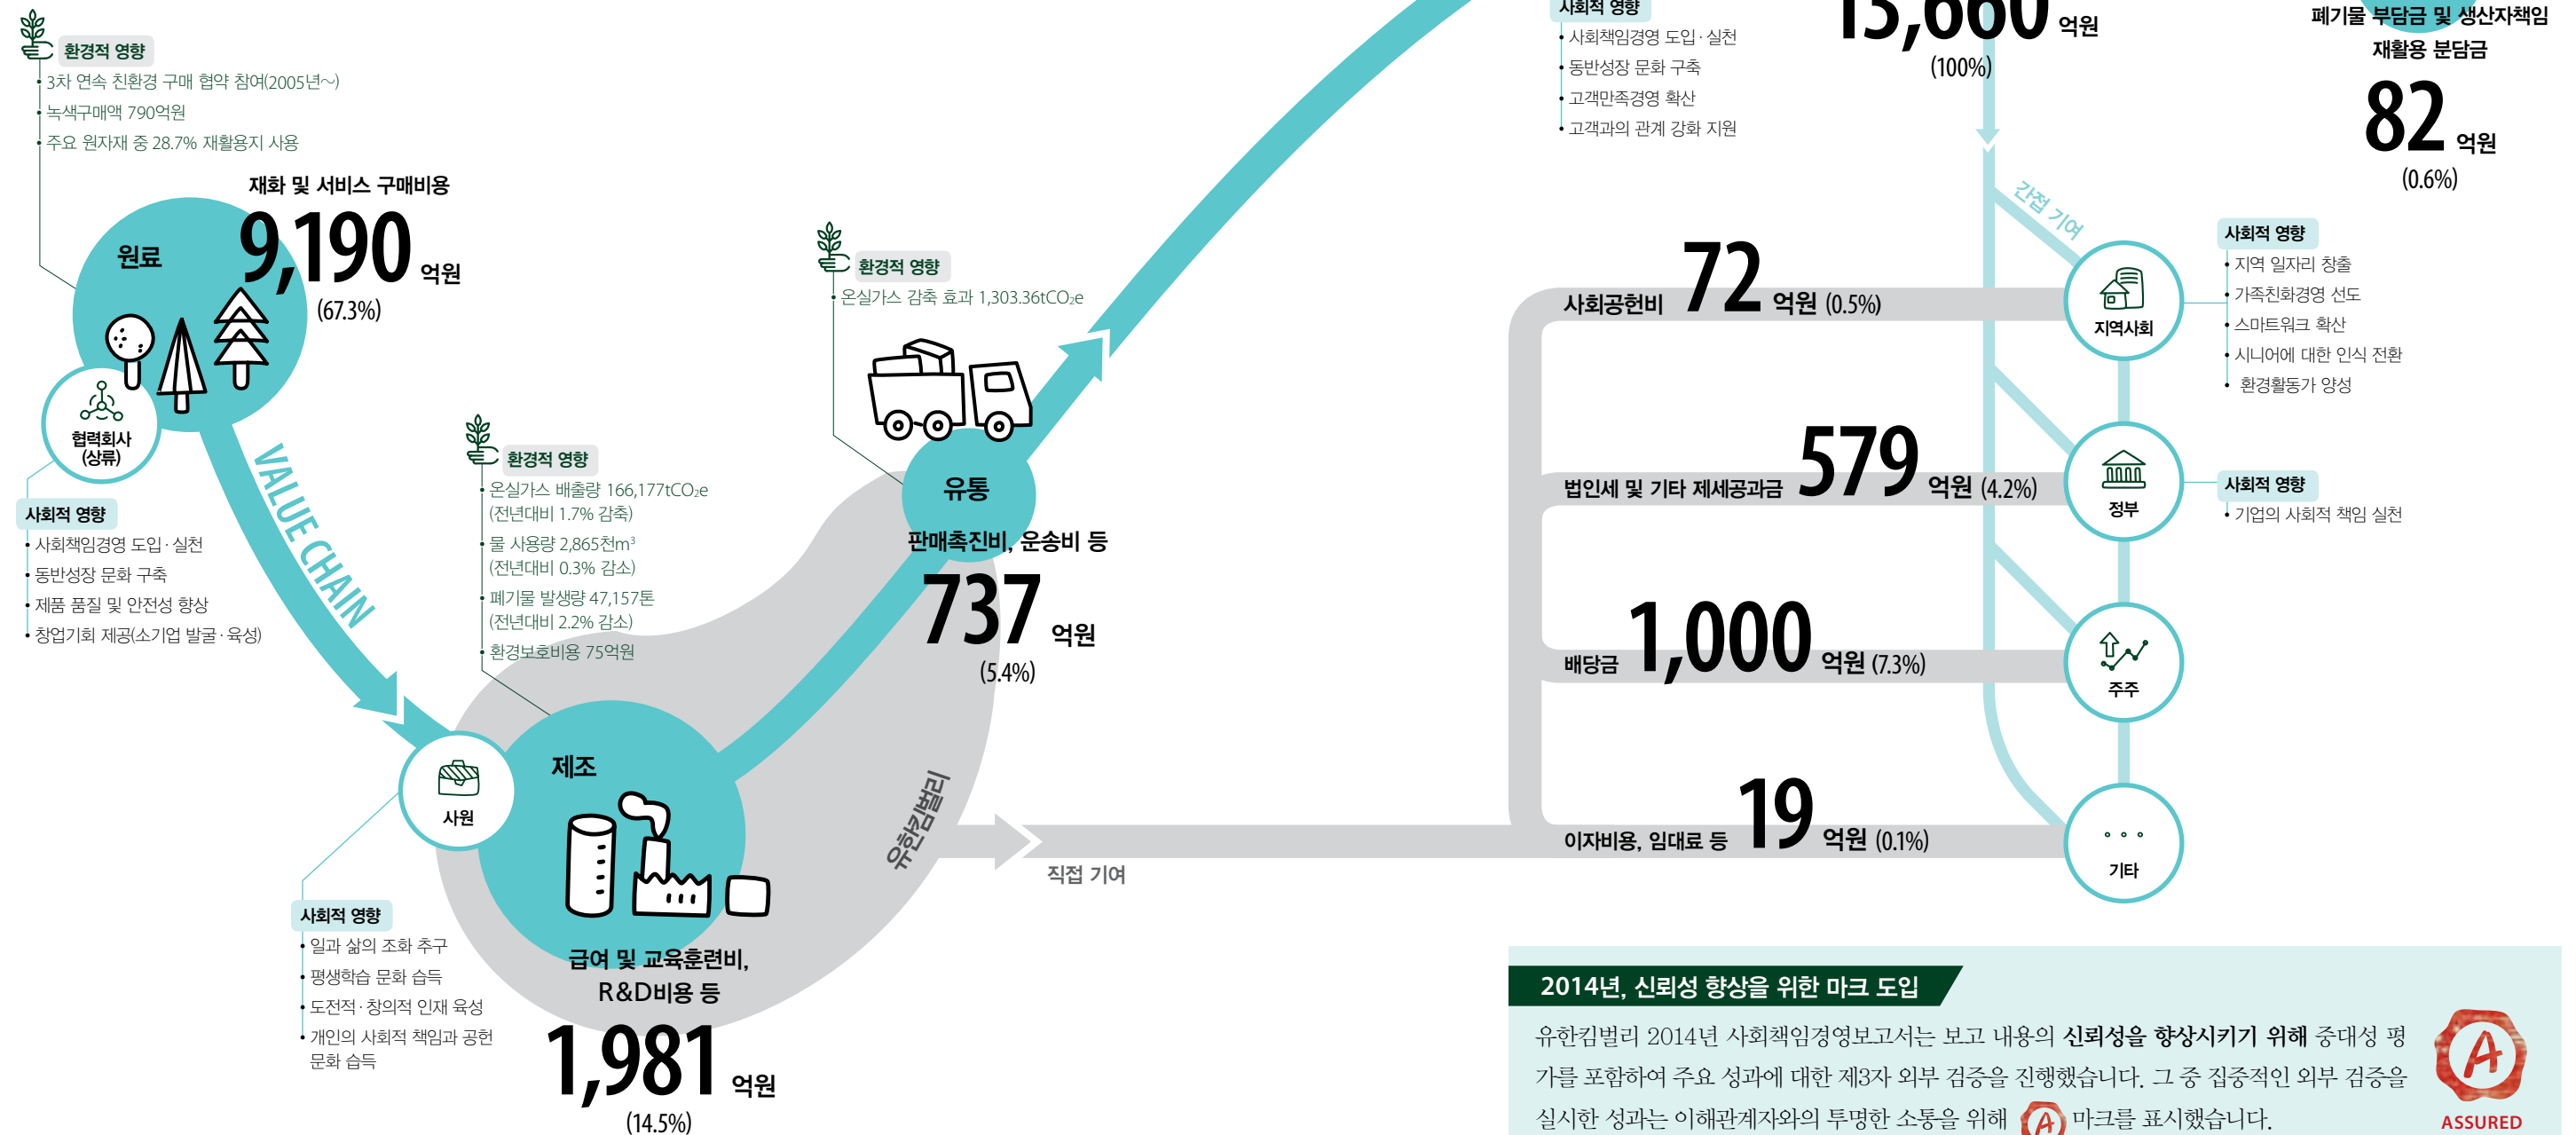 환경적 영향
• 3차 연속 친환경 구매 협약 참여(2005년~)
• 녹색구매액 790억원
• 주요 원자재 중 28.7% 재활용지 사용
재화 및 서비스 구매비용
9,190 억원
(67.3%)
원료
협력회사
(상류)
사회적 영향
• 사회책임경영 도입·실천
• 동반성장 문화 구축
• 제품 품질 및 안전성 향상
• 창업기회 제공(소기업 발굴·육성)
VALUE CHAIN
환경적 영향
• 온실가스 배출량 166,177tCO₂e
(전년대비 1.7% 감축)
• 물 사용량 2,865천m³
(전년대비 0.3% 감소)
• 폐기물 발생량 47,157톤
(전년대비 2.2% 감소)
• 환경보호비용 75억원
사원
제조
사회적 영향
• 일과 삶의 조화 추구
• 평생학습 문화 습득
• 도전적·창의적 인재 육성
• 개인의 사회적 책임과 공헌
문화 습득
급여 및 교육훈련비,
R&D비용 등
1,981 억원
(14.5%)
환경적 영향
• 온실가스 감축 효과 1,303.36tCO₂e
유통
판매촉진비, 운송비 등
737 억원
(5.4%)
유한킴벌리
직접 기여
사회적 영향
• 사회책임경영 도입·실천
• 동반성장 문화 구축
• 고객만족경영 확산
• 고객과의 관계 강화 지원
13,660 억원
(100%)
폐기물 부담금 및 생산자책임
재활용 분담금
82 억원
(0.6%)
간접 기여
사회공헌비 72 억원 (0.5%)
지역사회
사회적 영향
• 지역 일자리 창출
• 가족친화경영 선도
• 스마트워크 확산
• 시니어에 대한 인식 전환
• 환경활동가 양성
법인세 및 기타 제세공과금 579 억원 (4.2%)
정부
사회적 영향
• 기업의 사회적 책임 실천
배당금 1,000 억원 (7.3%)
주주
이자비용, 임대료 등 19 억원 (0.1%)
기타
2014년, 신뢰성 향상을 위한 마크 도입
유한킴벌리 2014년 사회책임경영보고서는 보고 내용의 신뢰성을 향상시키기 위해 중대성 평
가를 포함하여 주요 성과에 대한 제3자 외부 검증을 진행했습니다. 그 중 집중적인 외부 검증을
실시한 성과는 이해관계자와의 투명한 소통을 위해 A 마크를 표시했습니다.
A
ASSURED